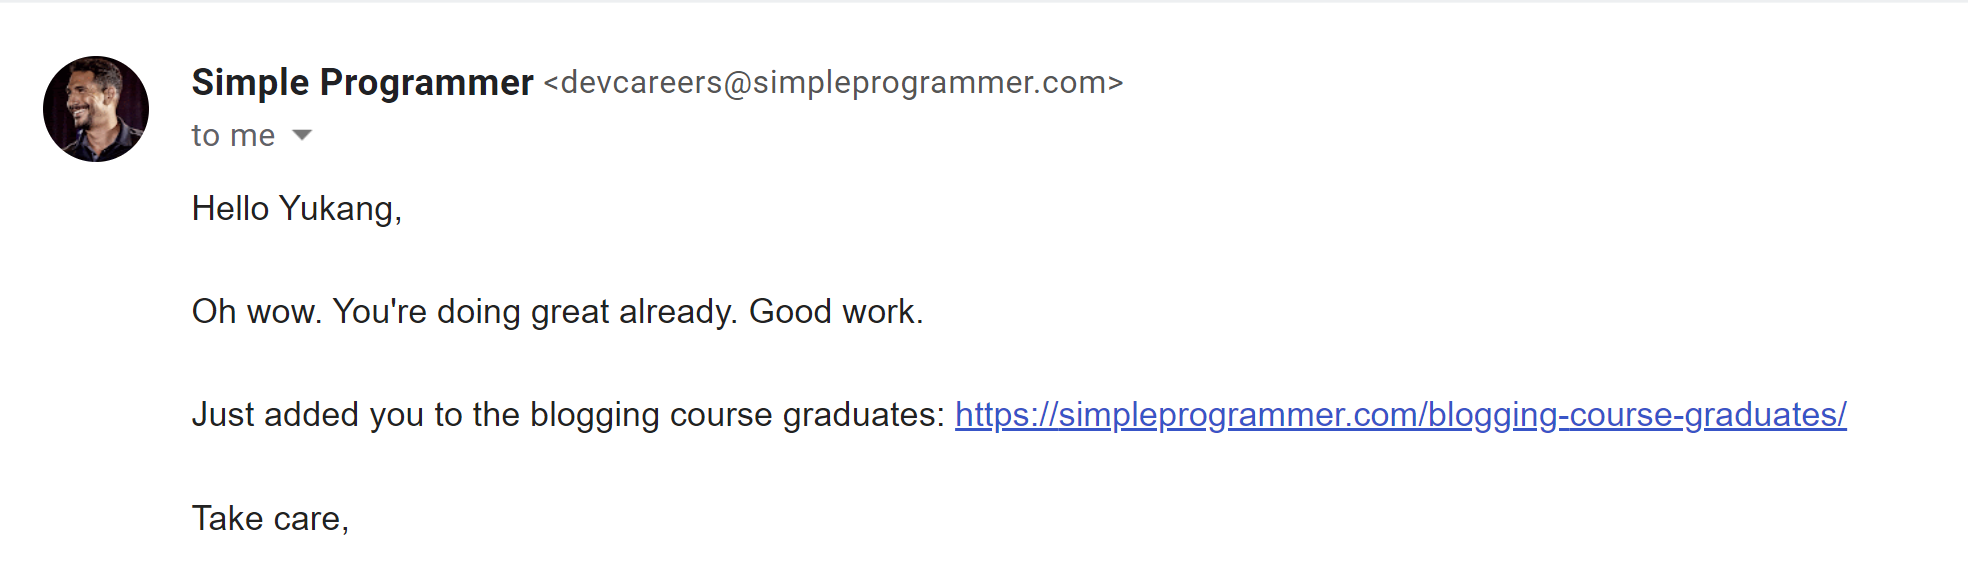 Simple Programmer <devcareers@simpleprogrammer.com>
to me
Hello Yukang,
Oh wow. You're doing great already. Good work.
Just added you to the blogging course graduates: https://simpleprogrammer.com/blogging-course-graduates/
Take care,